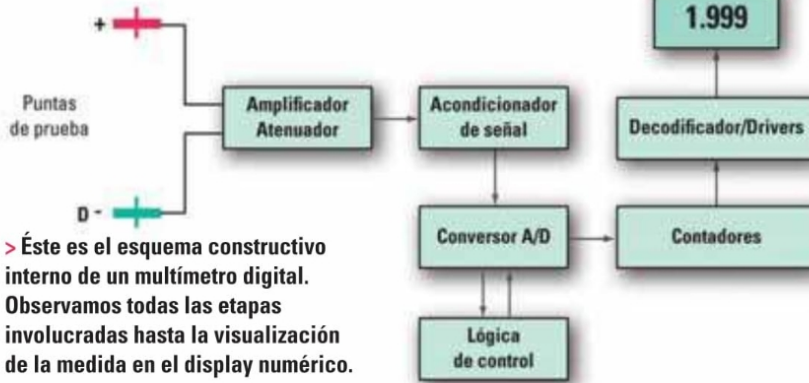 1.999
+
Puntas
de prueba
D -
Amplificador
Atenuador
Acondicionador
de señal
Decodificador/Drivers
Conversor A/D
Contadores
Lógica
de control
> Éste es el esquema constructivo
interno de un multímetro digital.
Observamos todas las etapas
involucradas hasta la visualización
de la medida en el display numérico.